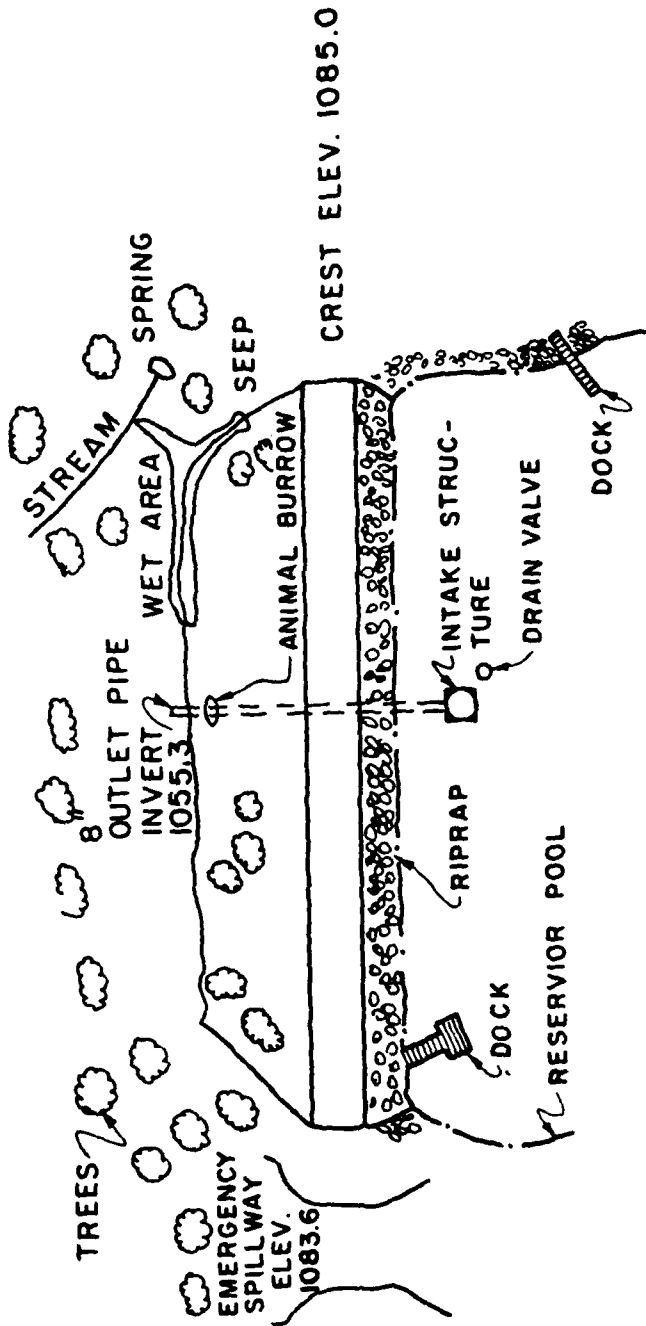 TREES
EMERGENCY
SPILLWAY
ELEV.
1083.6
8"
OUTLET PIPE
INVERT
1055.3
STREAM
WET AREA
SPRING
SEEP
ANIMAL BURROW
CREST ELEV. 1085.0
RIPRAP
INTAKE STRUC-
TURE
DRAIN VALVE
DOCK
DOCK
RESERVIOR POOL